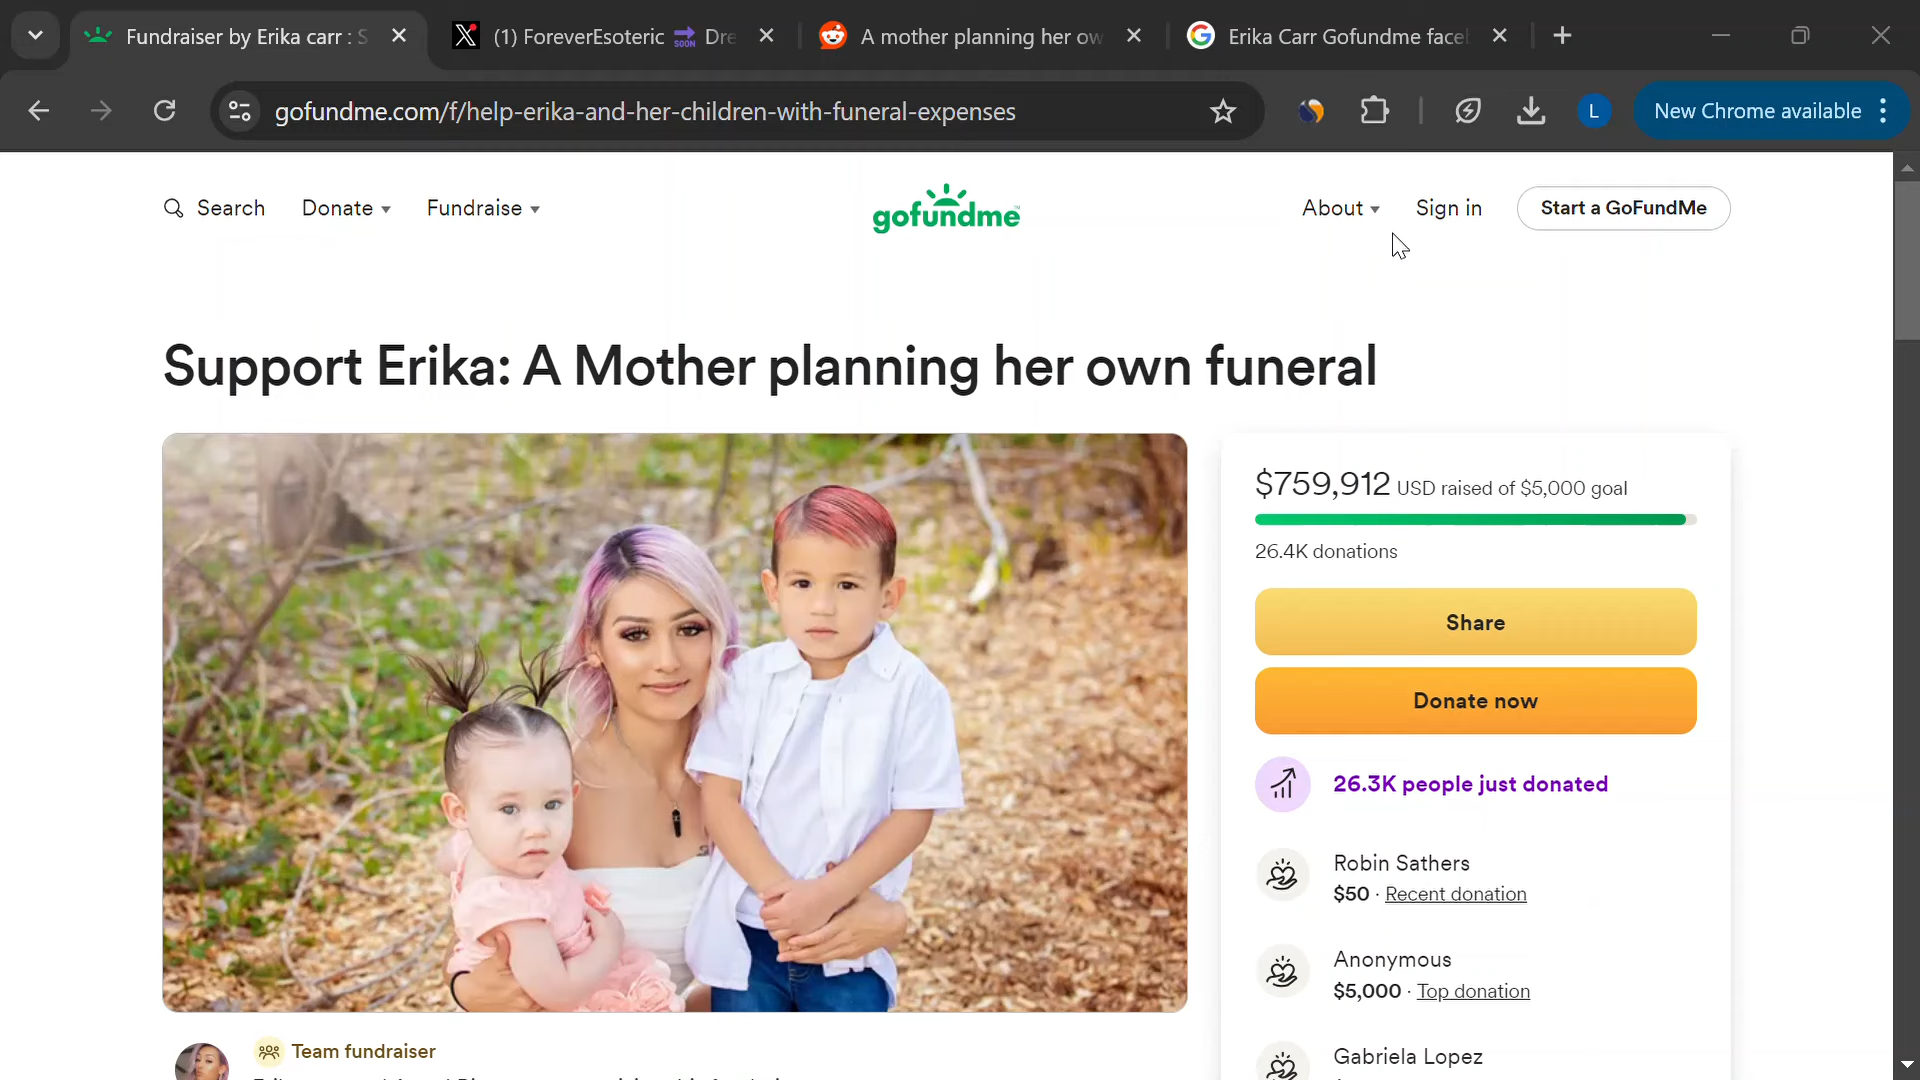 Fundraiser by Erika carr : S
(1) ForeverEsoteric SOON Dre
A mother planning her ow
Erika Carr Gofundme face
gofundme.com/f/help-erika-and-her-children-with-funeral-expenses
L
New Chrome available
Search
Donate
Fundraise
gofundme
About
Sign in
Start a GoFundMe
Support Erika: A Mother planning her own funeral
$759,912 USD raised of $5,000 goal
26.4K donations
Share
Donate now
26.3K people just donated
Robin Sathers
$50 · Recent donation
Anonymous
$5,000 · Top donation
Gabriela Lopez
Team fundraiser